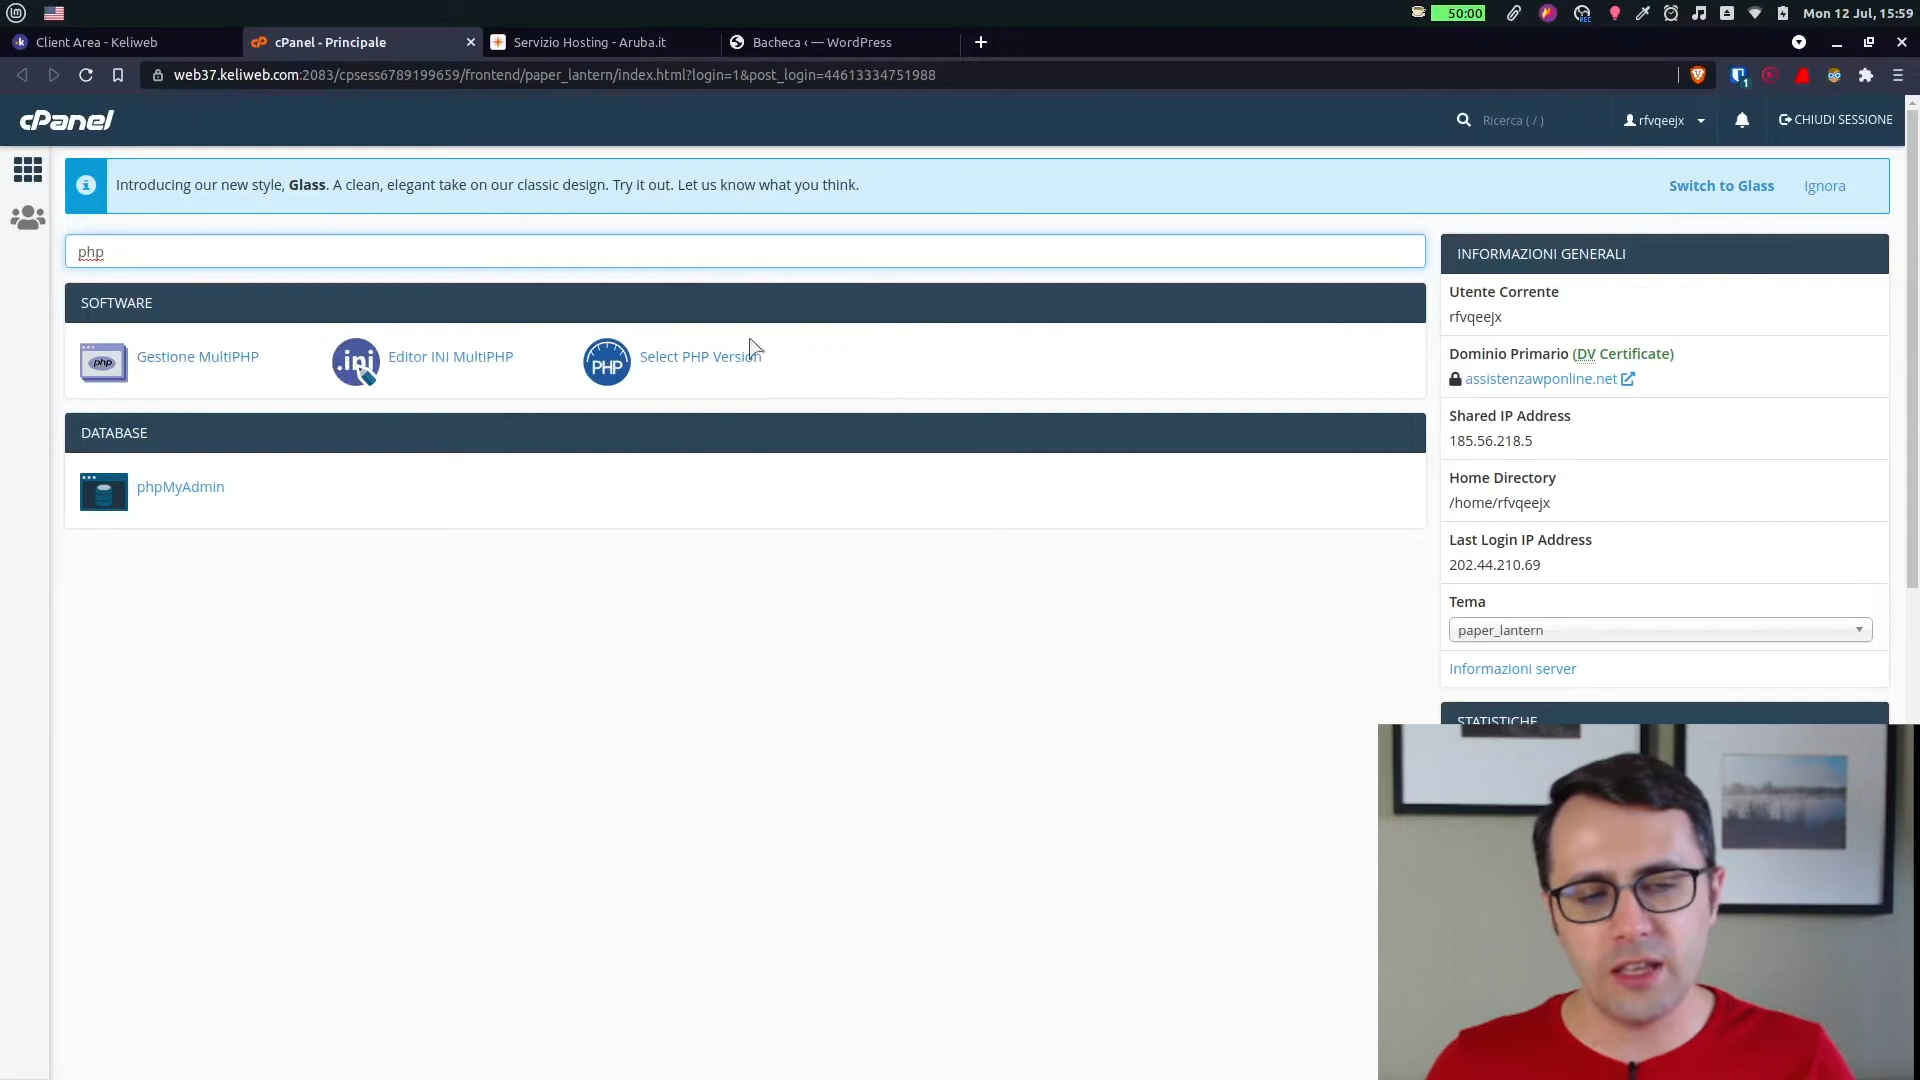 50:00
REC
Mon 12 Jul, 15:59
Client Area - Keliweb
cPanel - Principale
Servizio Hosting - Aruba.it
Bacheca ‹ — WordPress
web37.keliweb.com:2083/cpsess6789199659/frontend/paper_lantern/index.html?login=1&post_login=44613334751988
1
cPanel
Ricerca ( / )
rfvqeejx
CHIUDI SESSIONE
Introducing our new style, Glass. A clean, elegant take on our classic design. Try it out. Let us know what you think.
Switch to Glass
Ignora
php
SOFTWARE
php
Gestione MultiPHP
.ini
Editor INI MultiPHP
PHP
Select PHP Version
DATABASE
phpMyAdmin
INFORMAZIONI GENERALI
Utente Corrente
rfvqeejx
Dominio Primario (DV Certificate)
assistenzawponline.net
Shared IP Address
185.56.218.5
Home Directory
/home/rfvqeejx
Last Login IP Address
202.44.210.69
Tema
paper_lantern
Informazioni server
STATISTICHE